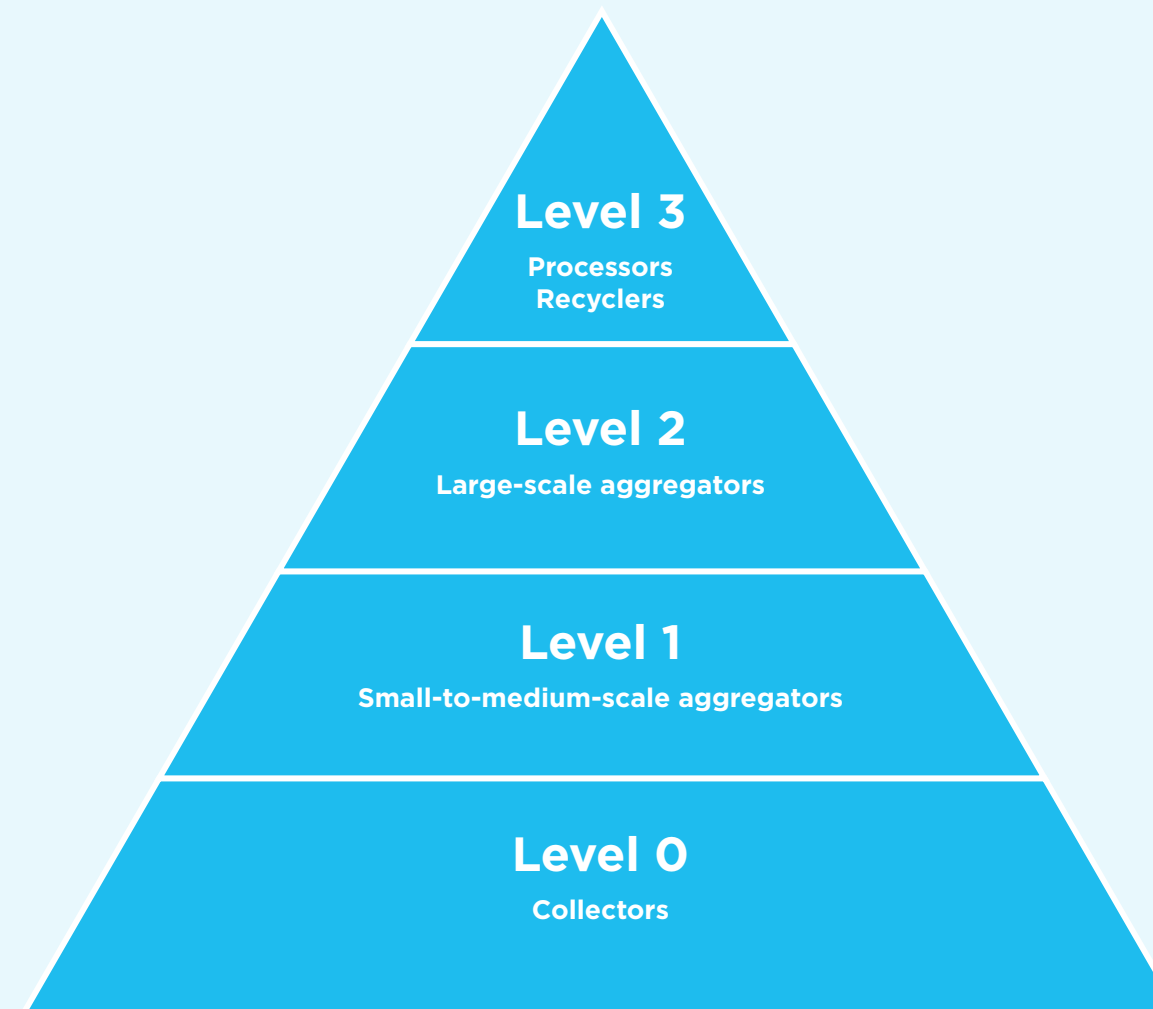 Level 3
Processors
Recyclers
Level 2
Large-scale aggregators
Level 1
Small-to-medium-scale aggregators
Level 0
Collectors